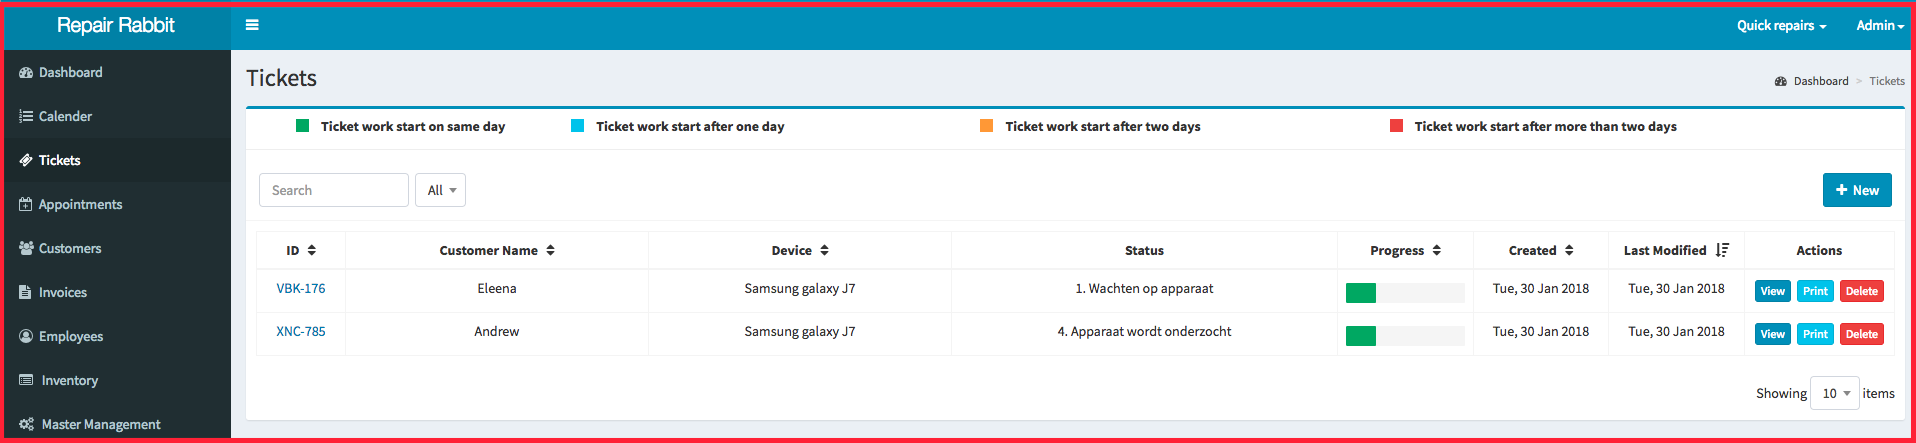 Repair Rabbit
Quick repairs
Admin
Dashboard
Calender
Tickets
Appointments
Customers
Invoices
Employees
Inventory
Master Management
Tickets
Dashboard > Tickets
Ticket work start on same day Ticket work start after one day Ticket work start after two days Ticket work start after more than two days
Search All + New
ID Customer Name Device Status Progress Created Last Modified Actions
VBK-176 Eleena Samsung galaxy J7 1. Wachten op apparaat Tue, 30 Jan 2018 Tue, 30 Jan 2018 View Print Delete
XNC-785 Andrew Samsung galaxy J7 4. Apparaat wordt onderzocht Tue, 30 Jan 2018 Tue, 30 Jan 2018 View Print Delete
Showing 10 items